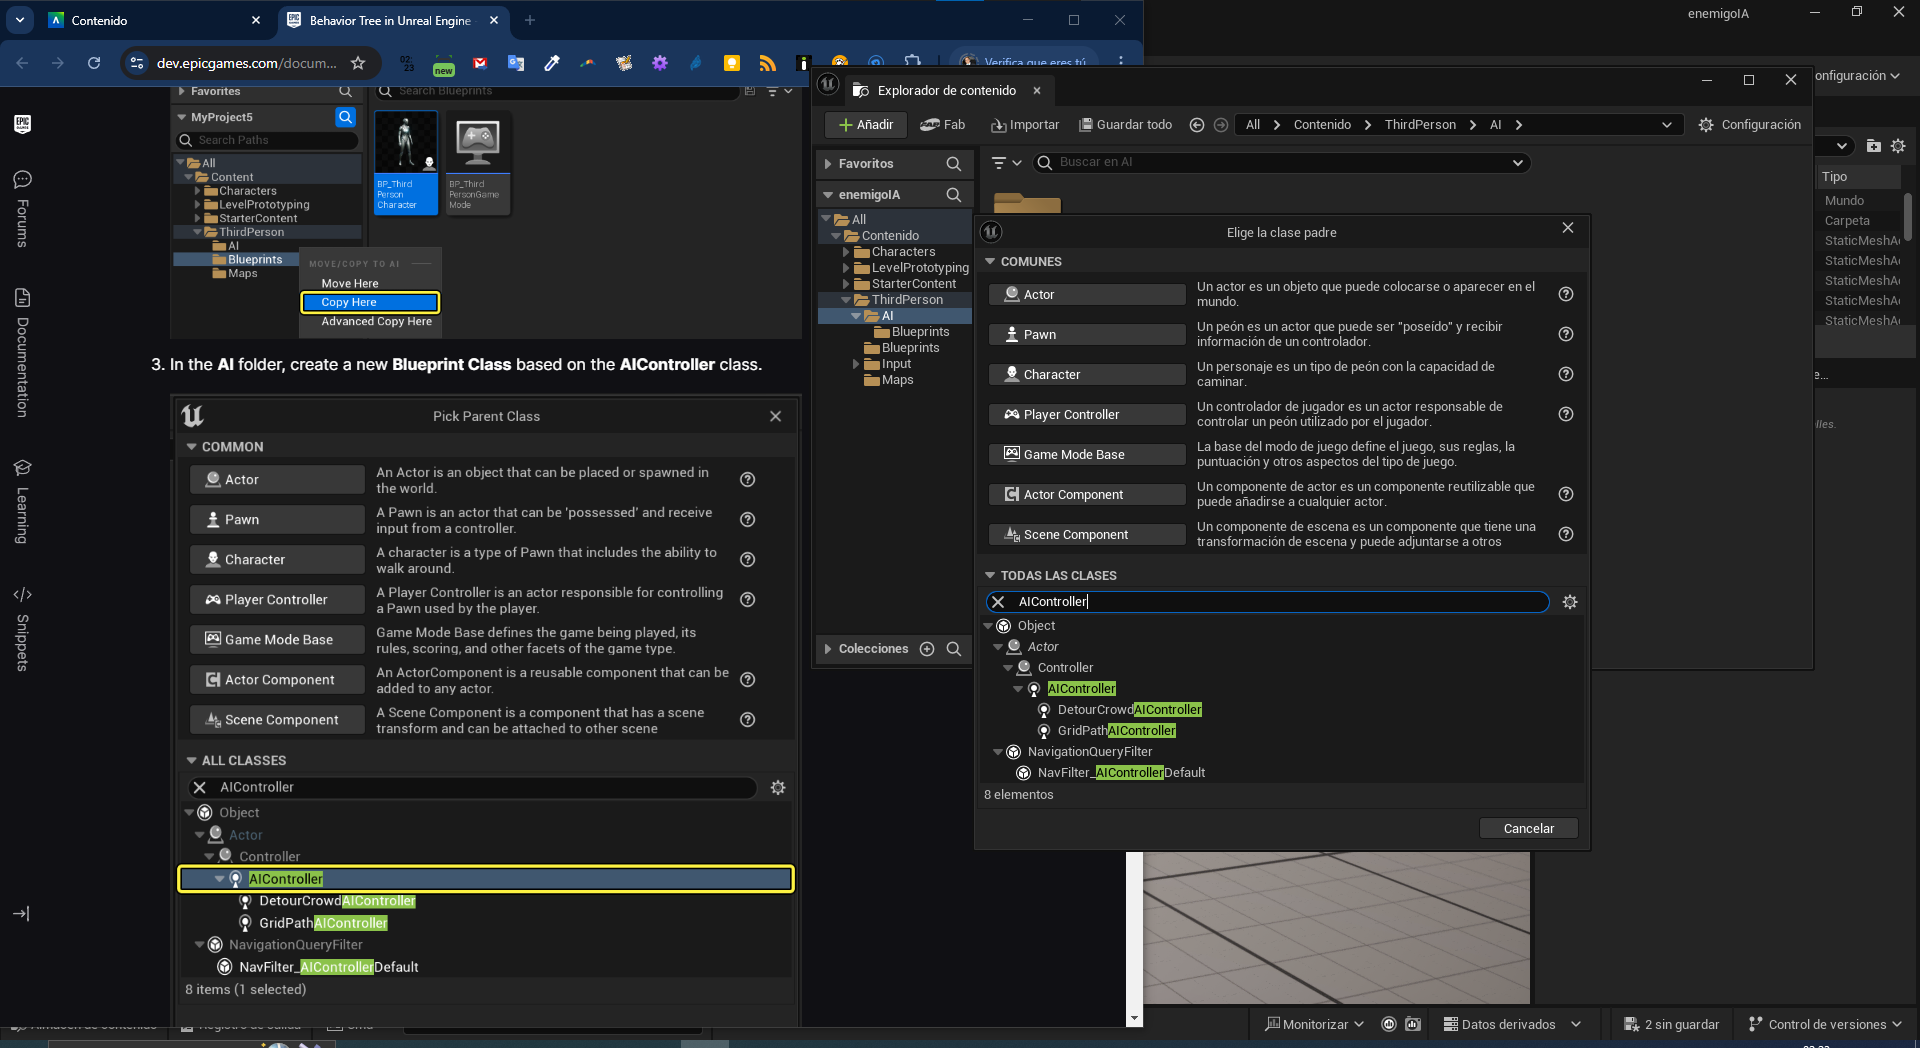 Contenido
Behavior Tree in Unreal Engine
enemigoIA
dev.epicgames.com/docum...
02:
23
new
Verifica que eres tú
onfiguración
Favorites
Search Blueprints
MyProject5
Search Paths
All
Content
Characters
LevelPrototyping
StarterContent
ThirdPerson
AI
Blueprints
Maps
BP_Third
Person
Character
BP_Third
PersonGame
Mode
MOVE/COPY TO AI
Move Here
Copy Here
Advanced Copy Here
EPIC
GAMES
Forums
Documentation
Learning
Snippets
3. In the AI folder, create a new Blueprint Class based on the AIController class.
Pick Parent Class
COMMON
Actor
An Actor is an object that can be placed or spawned in
the world.
Pawn
A Pawn is an actor that can be 'possessed' and receive
input from a controller.
Character
A character is a type of Pawn that includes the ability to
walk around.
Player Controller
A Player Controller is an actor responsible for controlling
a Pawn used by the player.
Game Mode Base
Game Mode Base defines the game being played, its
rules, scoring, and other facets of the game type.
Actor Component
An ActorComponent is a reusable component that can be
added to any actor.
Scene Component
A Scene Component is a component that has a scene
transform and can be attached to other scene
ALL CLASSES
AIController
Object
Actor
Controller
AIController
DetourCrowdAIController
GridPathAIController
NavigationQueryFilter
NavFilter_AIControllerDefault
8 items (1 selected)
Explorador de contenido
Añadir
Fab
Importar
Guardar todo
All
Contenido
ThirdPerson
AI
Configuración
Favoritos
Buscar en AI
enemigoIA
All
Contenido
Characters
LevelPrototyping
StarterContent
ThirdPerson
AI
Blueprints
Blueprints
Input
Maps
Colecciones
Elige la clase padre
COMUNES
Actor
Un actor es un objeto que puede colocarse o aparecer en el
mundo.
Pawn
Un peón es un actor que puede ser "poseído" y recibir
información de un controlador.
Character
Un personaje es un tipo de peón con la capacidad de
caminar.
Player Controller
Un controlador de jugador es un actor responsable de
controlar un peón utilizado por el jugador.
Game Mode Base
La base del modo de juego define el juego, sus reglas, la
puntuación y otros aspectos del tipo de juego.
Actor Component
Un componente de actor es un componente reutilizable que
puede añadirse a cualquier actor.
Scene Component
Un componente de escena es un componente que tiene una
transformación de escena y puede adjuntarse a otros
TODAS LAS CLASES
AIController
Object
Actor
Controller
AIController
DetourCrowdAIController
GridPathAIController
NavigationQueryFilter
NavFilter_AIControllerDefault
8 elementos
Cancelar
Tipo
Mundo
Carpeta
StaticMeshA
StaticMeshA
StaticMeshA
StaticMeshA
StaticMeshA
e...
lles.
Monitorizar
Datos derivados
2 sin guardar
Control de versiones